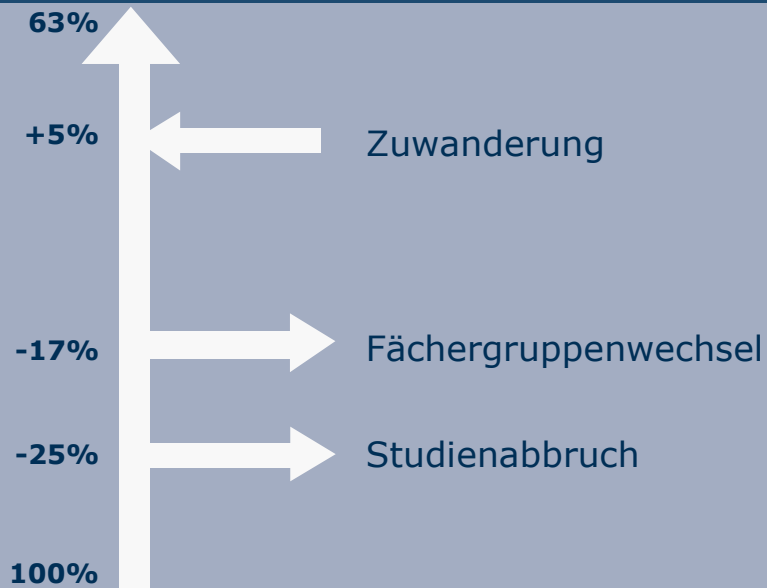 63%
+5% Zuwanderung
-17% Fächergruppenwechsel
-25% Studienabbruch
100%